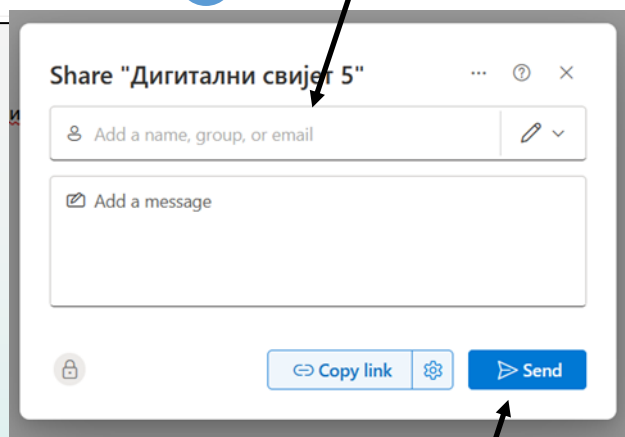 Share "Дигитални свијет 5"
и
Add a name, group, or email
Add a message
Copy link
Send